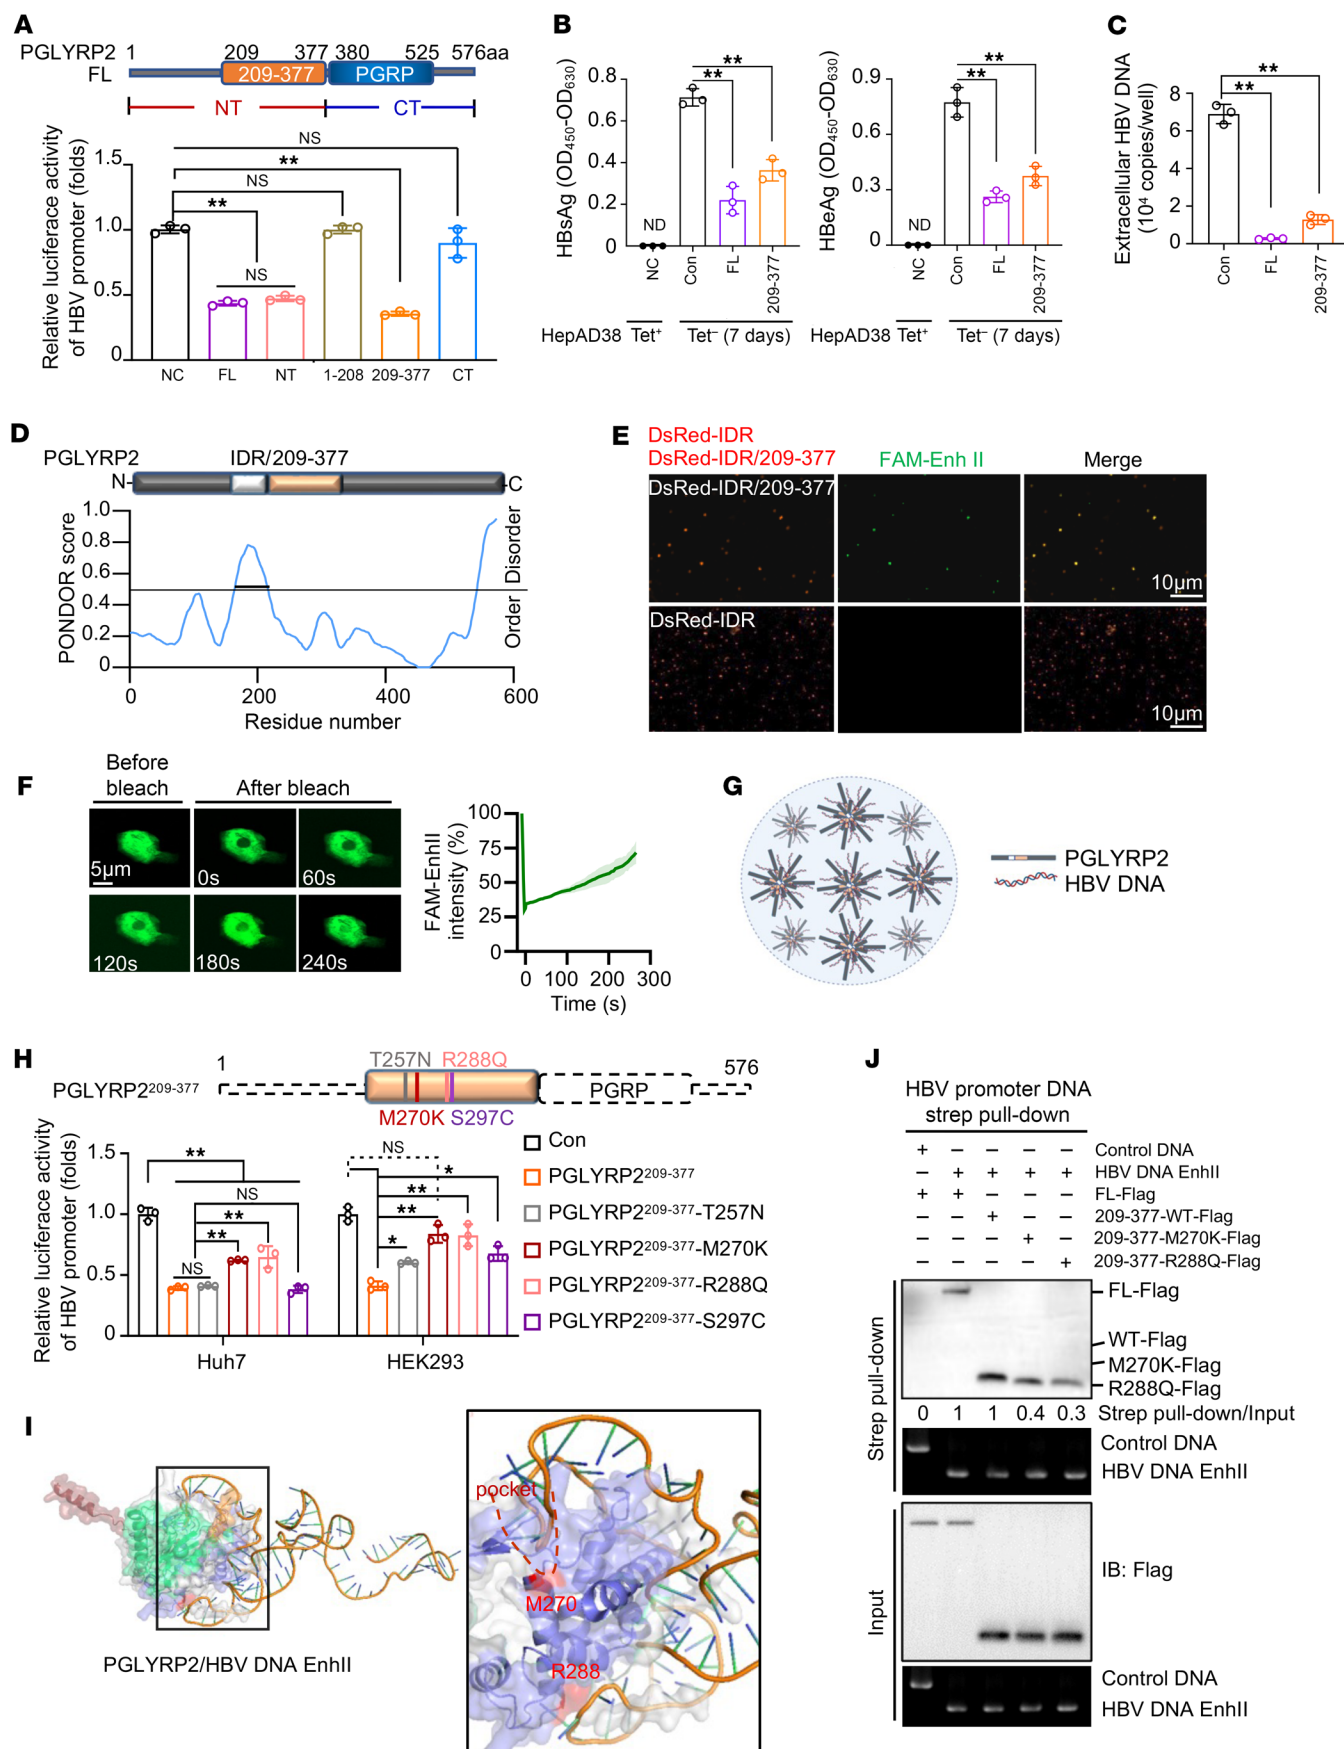 A
PGLYRP2 1 209 377 380 525 576aa
FL 209-377 PGRP
NT CT
Relative luciferace activity
of HBV promoter (folds)
1.5
1.0
0.5
0
NS
**
NS
**
NS
NC FL NT 1-208 209-377 CT
B
HBsAg (OD450-OD630)
0.8
0.6
0.4
0.2
0
**
**
ND
NC Con FL 209-377
HepAD38 Tet+ Tet– (7 days)
HBeAg (OD450-OD630)
0.9
0.6
0.3
0
**
**
ND
NC Con FL 209-377
HepAD38 Tet+ Tet– (7 days)
C
Extracellular HBV DNA
(10⁴ copies/well)
8
6
4
2
0
**
**
Con FL 209-377
D
PGLYRP2 IDR/209-377
N- -C
PONDOR score
1.0
0.8
0.6
0.4
0.2
0
Order Disorder
0 200 400 600
Residue number
E
DsRed-IDR
DsRed-IDR/209-377 FAM-Enh II Merge
DsRed-IDR/209-377
10μm
DsRed-IDR
10μm
F
Before
bleach After bleach
5μm 0s 60s
120s 180s 240s
FAM-EnhII
intensity (%)
100
75
50
25
0
0 100 200 300
Time (s)
G
PGLYRP2
HBV DNA
H
1 T257N R288Q 576
PGLYRP2²⁰⁹⁻³⁷⁷ PGRP
M270K S297C
Relative luciferace activity
of HBV promoter (folds)
1.5
1.0
0.5
0
**
NS
**
**
NS
NS
*
**
**
*
Huh7 HEK293
Con
PGLYRP2²⁰⁹⁻³⁷⁷
PGLYRP2²⁰⁹⁻³⁷⁷-T257N
PGLYRP2²⁰⁹⁻³⁷⁷-M270K
PGLYRP2²⁰⁹⁻³⁷⁷-R288Q
PGLYRP2²⁰⁹⁻³⁷⁷-S297C
I
PGLYRP2/HBV DNA EnhII
pocket
M270
R288
J
HBV promoter DNA
strep pull-down
+ – – – – Control DNA
– + + + + HBV DNA EnhII
+ + – – – FL-Flag
– – + – – 209-377-WT-Flag
– – – + – 209-377-M270K-Flag
– – – – + 209-377-R288Q-Flag
Strep pull-down
FL-Flag
WT-Flag
M270K-Flag
R288Q-Flag
0 1 1 0.4 0.3 Strep pull-down/Input
Control DNA
HBV DNA EnhII
Input
IB: Flag
Control DNA
HBV DNA EnhII